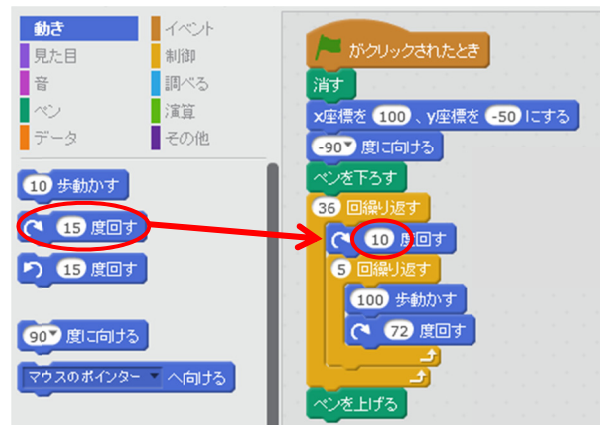 動き
イベント
見た目
制御
音
調べる
ペン
演算
データ
その他
10 歩動かす
15 度回す
15 度回す
90 度に向ける
マウスのポインター へ向ける
がクリックされたとき
消す
x座標を 100 、y座標を -50 にする
-90 度に向ける
ペンを下ろす
36 回繰り返す
10 度回す
5 回繰り返す
100 歩動かす
72 度回す
ペンを上げる